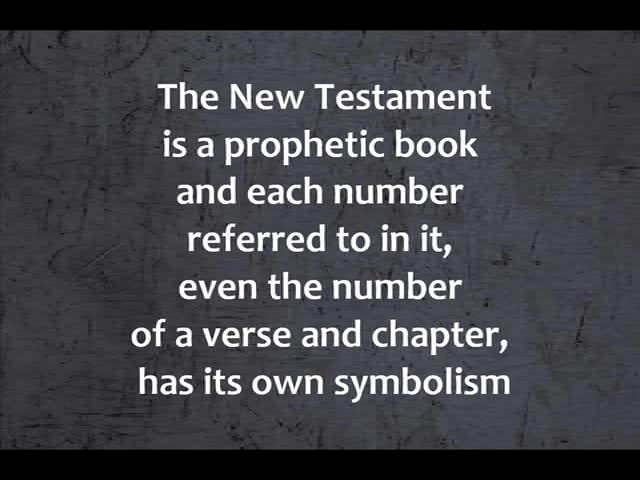 The New Testament
is a prophetic book
and each number
referred to in it,
even the number
of a verse and chapter,
has its own symbolism